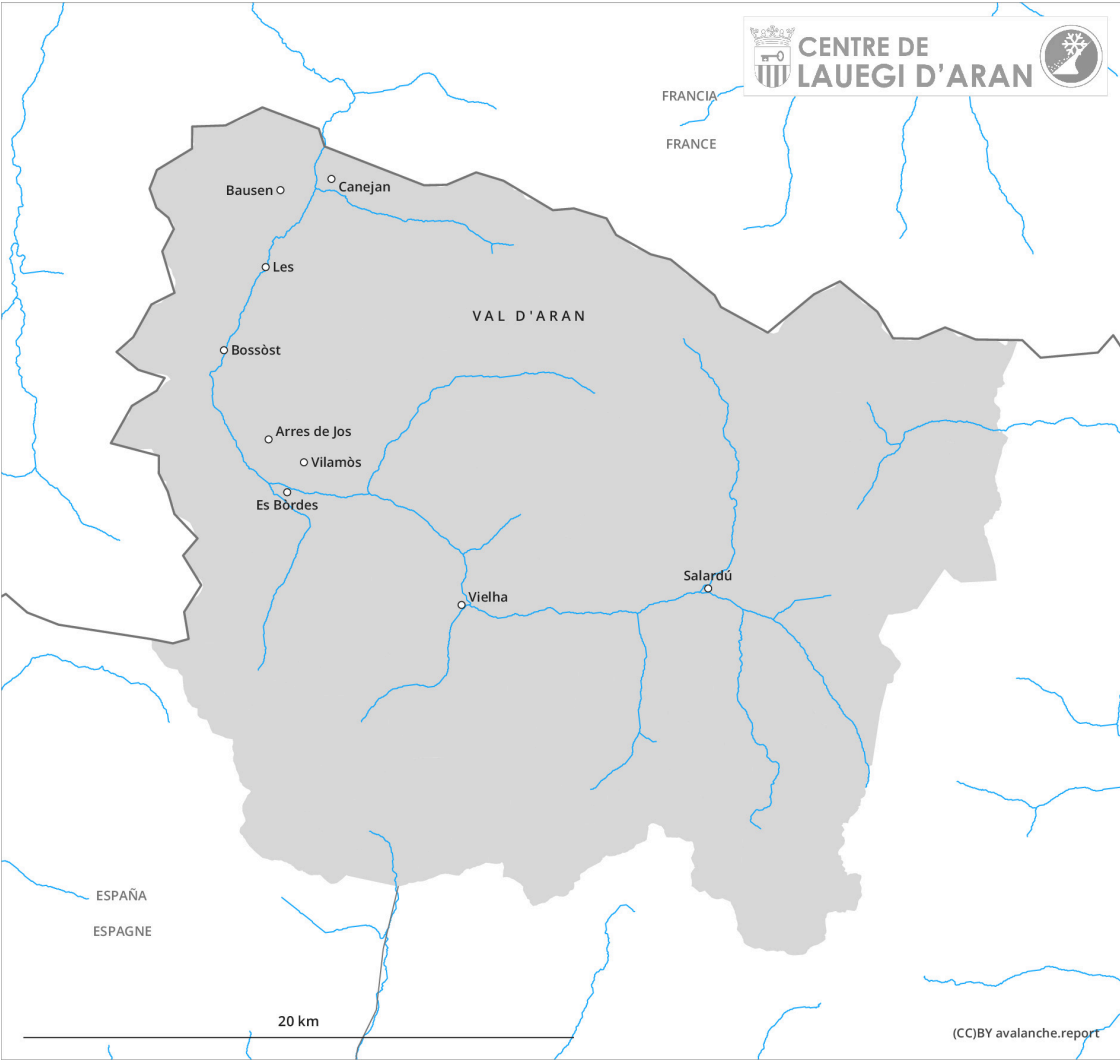 CENTRE DE
LAUEGI D'ARAN
FRANCIA
FRANCE
Bausen
Canejan
Les
VAL D'ARAN
Bossòst
Arres de Jos
Vilamòs
Es Bòrdes
Salardú
Vielha
ESPAÑA
ESPAGNE
20 km
(CC)BY avalanche.report